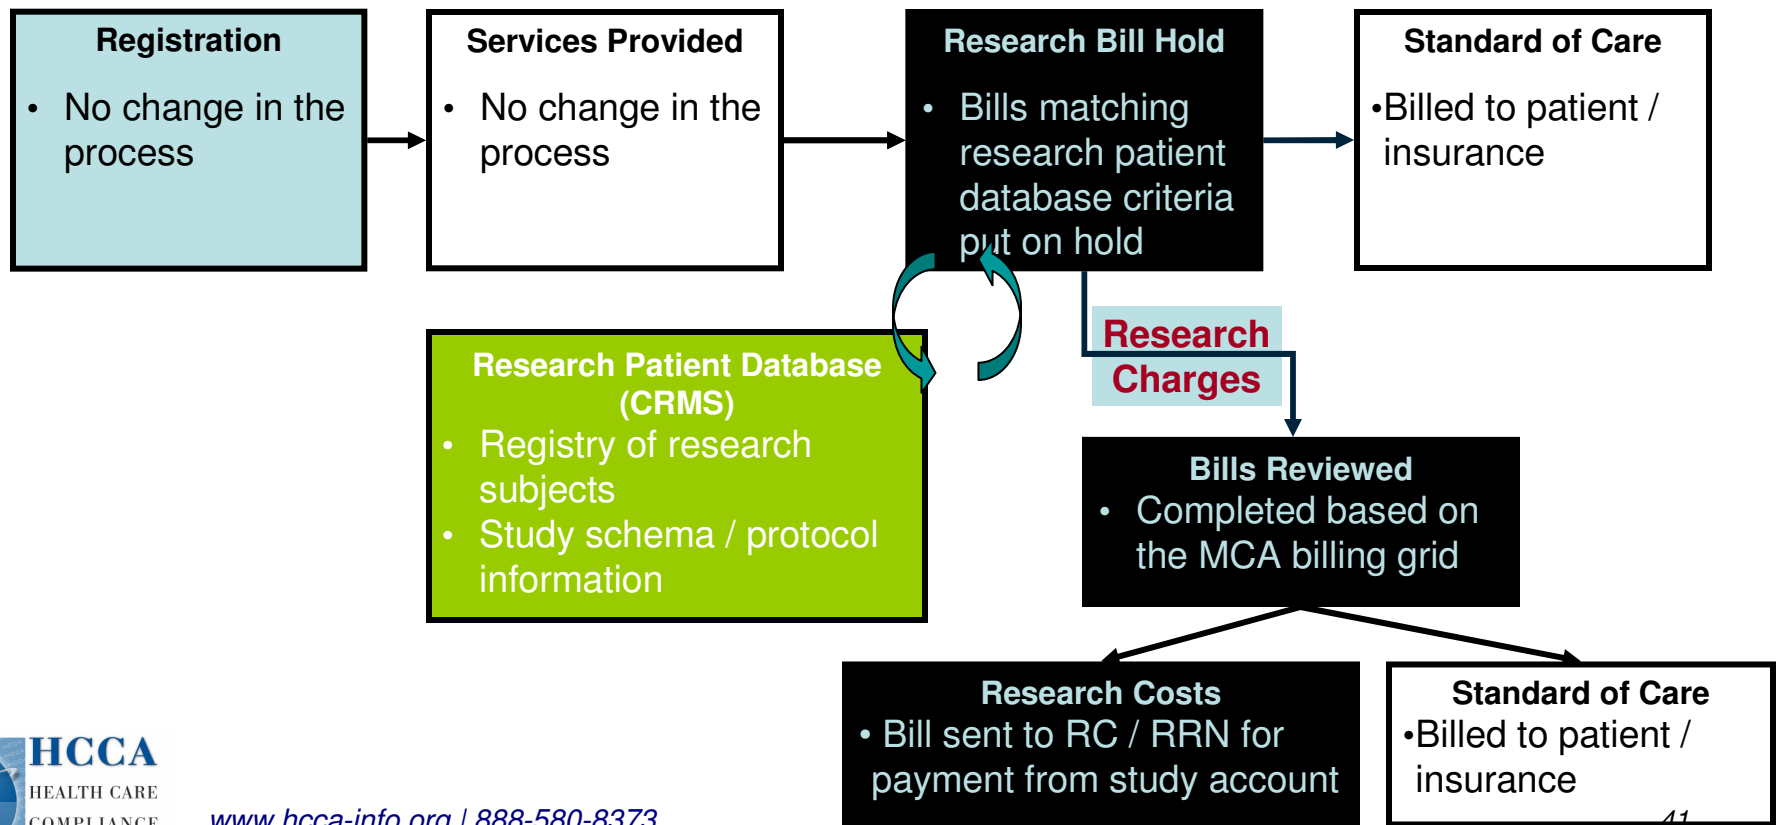 Registration
• No change in the
process
Services Provided
• No change in the
process
Research Bill Hold
• Bills matching
research patient
database criteria
put on hold
Standard of Care
•Billed to patient /
insurance
Research Patient Database
(CRMS)
• Registry of research
subjects
• Study schema / protocol
information
Research
Charges
Bills Reviewed
• Completed based on
the MCA billing grid
Research Costs
• Bill sent to RC / RRN for
payment from study account
Standard of Care
•Billed to patient /
insurance
HCCA
HEALTH CARE
COMPLIANCE
www.hcca-info.org | 888-580-8373
41